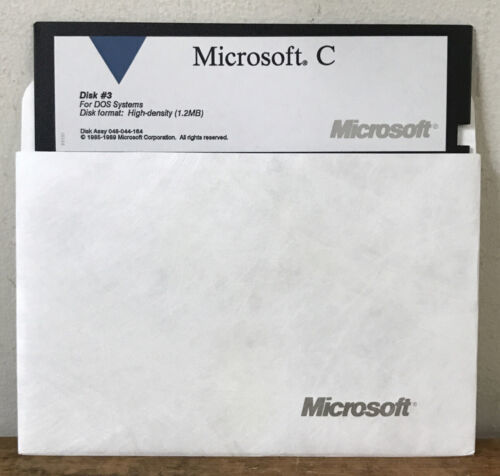 Microsoft® C
Disk #3
For DOS Systems
Disk format: High-density (1.2MB)
Disk Assy 048-044-164
© 1985-1989 Microsoft Corporation. All rights reserved.
Microsoft®
Microsoft®